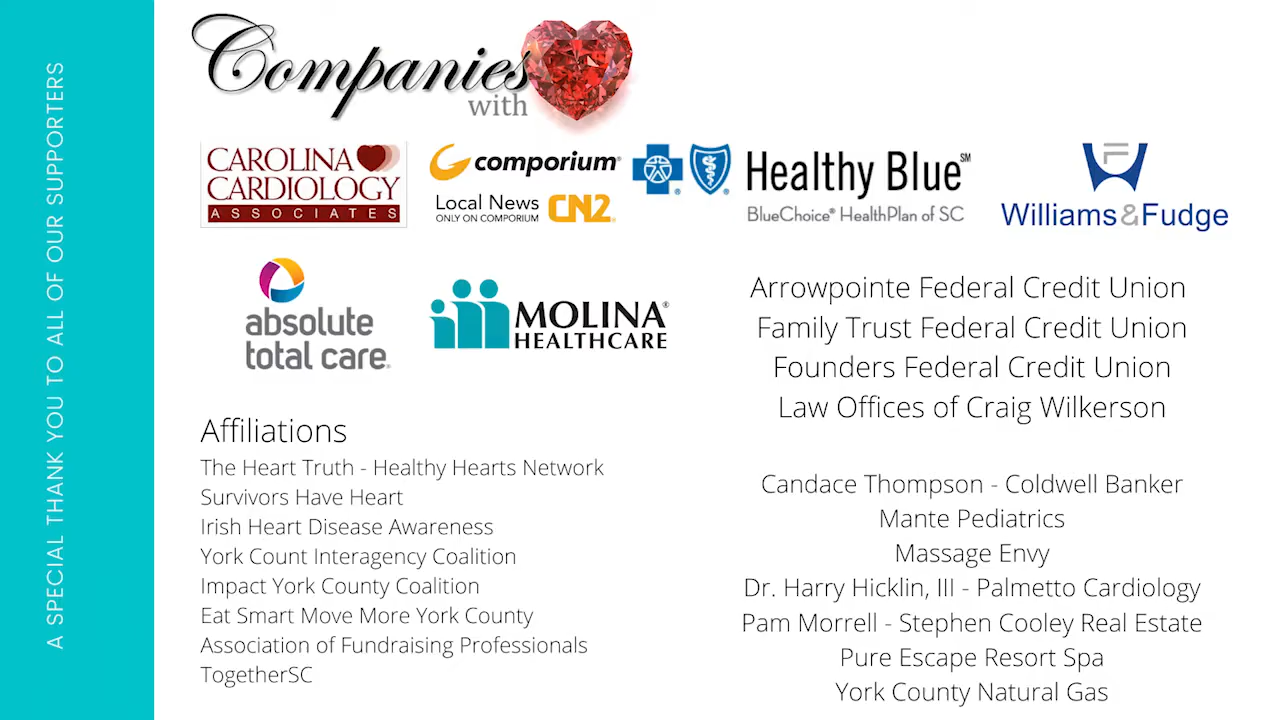 A SPECIAL THANK YOU TO ALL OF OUR SUPPORTERS
Companies
with
CAROLINA
CARDIOLOGY
ASSOCIATES
comporium®
Local News
ONLY ON COMPORIUM
CN2®
® ®
Healthy Blue℠
BlueChoice® HealthPlan of SC
WF
Williams&Fudge
absolute
total care®
MOLINA®
HEALTHCARE
Arrowpointe Federal Credit Union
Family Trust Federal Credit Union
Founders Federal Credit Union
Law Offices of Craig Wilkerson
Affiliations
The Heart Truth - Healthy Hearts Network
Survivors Have Heart
Irish Heart Disease Awareness
York Count Interagency Coalition
Impact York County Coalition
Eat Smart Move More York County
Association of Fundraising Professionals
TogetherSC
Candace Thompson - Coldwell Banker
Mante Pediatrics
Massage Envy
Dr. Harry Hicklin, III - Palmetto Cardiology
Pam Morrell - Stephen Cooley Real Estate
Pure Escape Resort Spa
York County Natural Gas